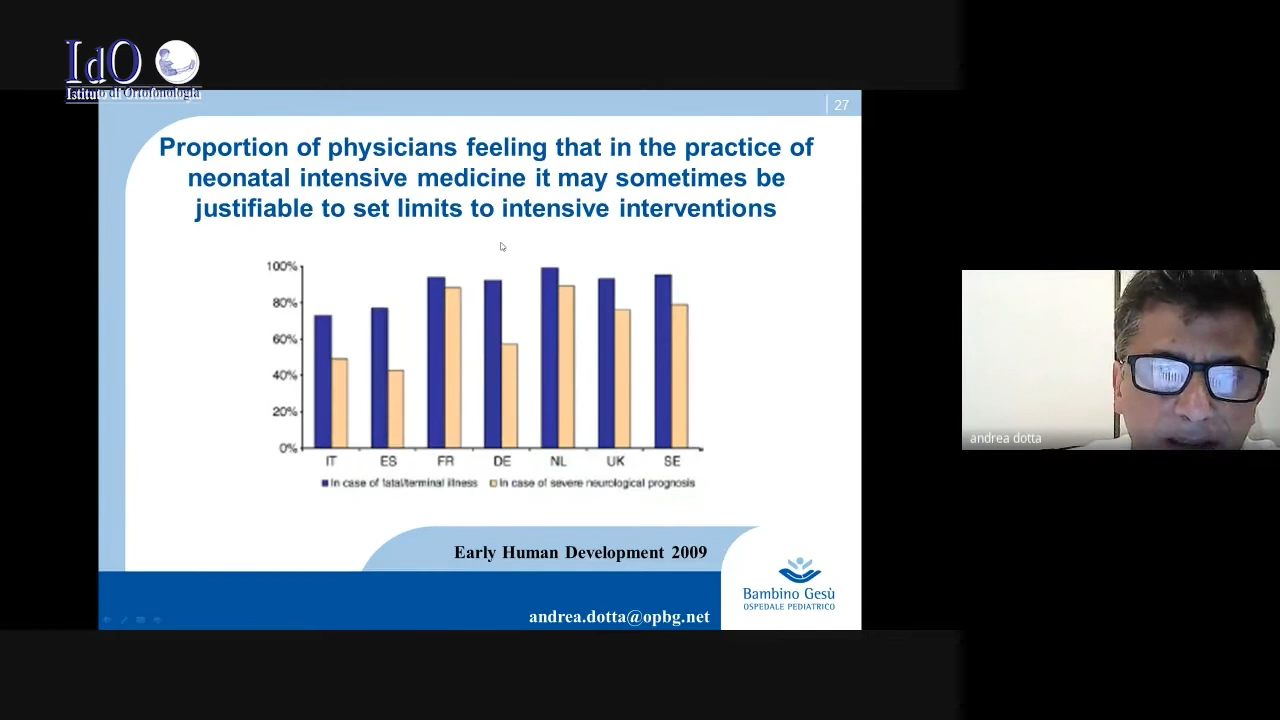 IdO
Istituto di Ortofonologia
27
Proportion of physicians feeling that in the practice of
neonatal intensive medicine it may sometimes be
justifiable to set limits to intensive interventions
100%
80%
60%
40%
20%
0%
IT ES FR DE NL UK SE
In case of fatal/terminal illness In case of severe neurological prognosis
Early Human Development 2009
Bambino Gesù
OSPEDALE PEDIATRICO
andrea.dotta@opbg.net
andrea dotta